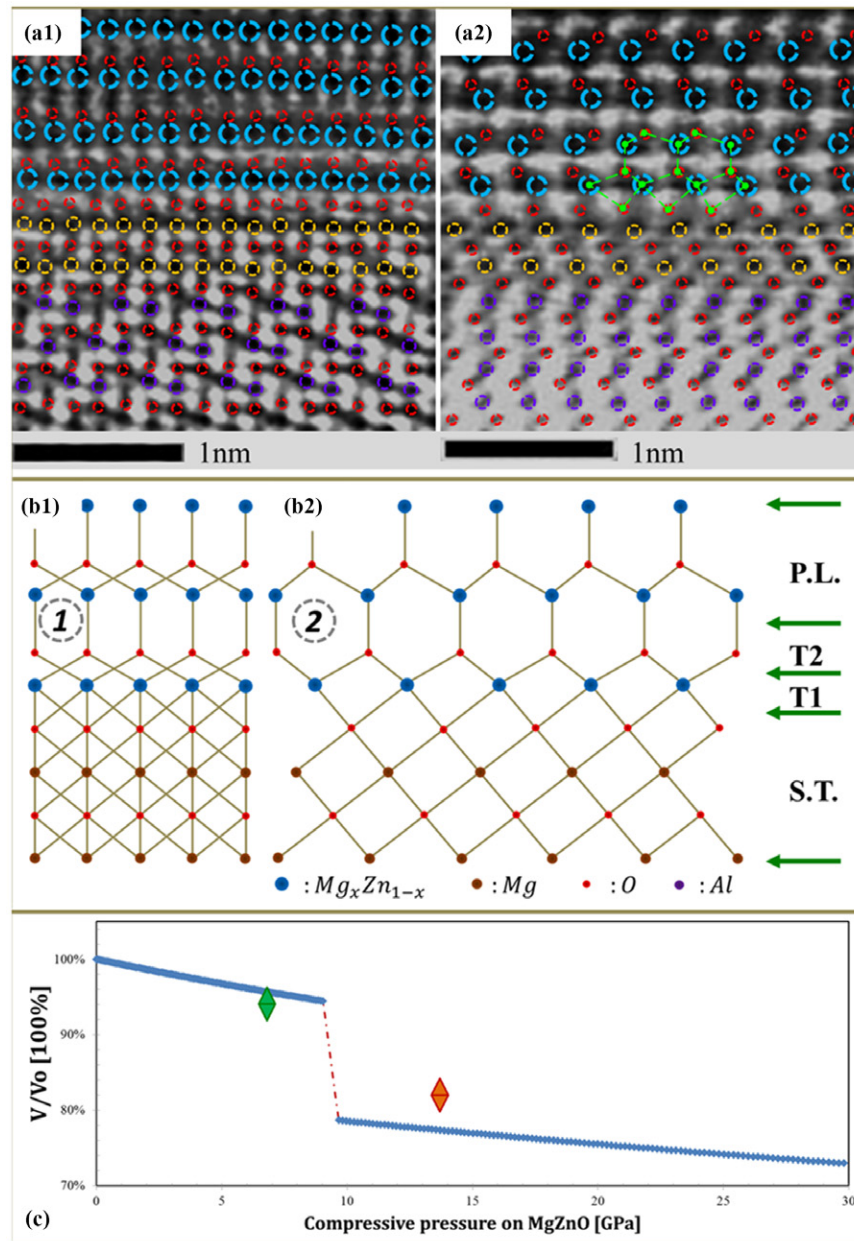 (a1)
(a2)
1nm
1nm
(b1)
(b2)
1
2
P.L.
T2
T1
S.T.
: MgₓZn₁₋ₓ
: Mg
: O
: Al
100%
90%
80%
70%
V/Vo [100%]
0
5
10
15
20
25
30
Compressive pressure on MgZnO [GPa]
(c)